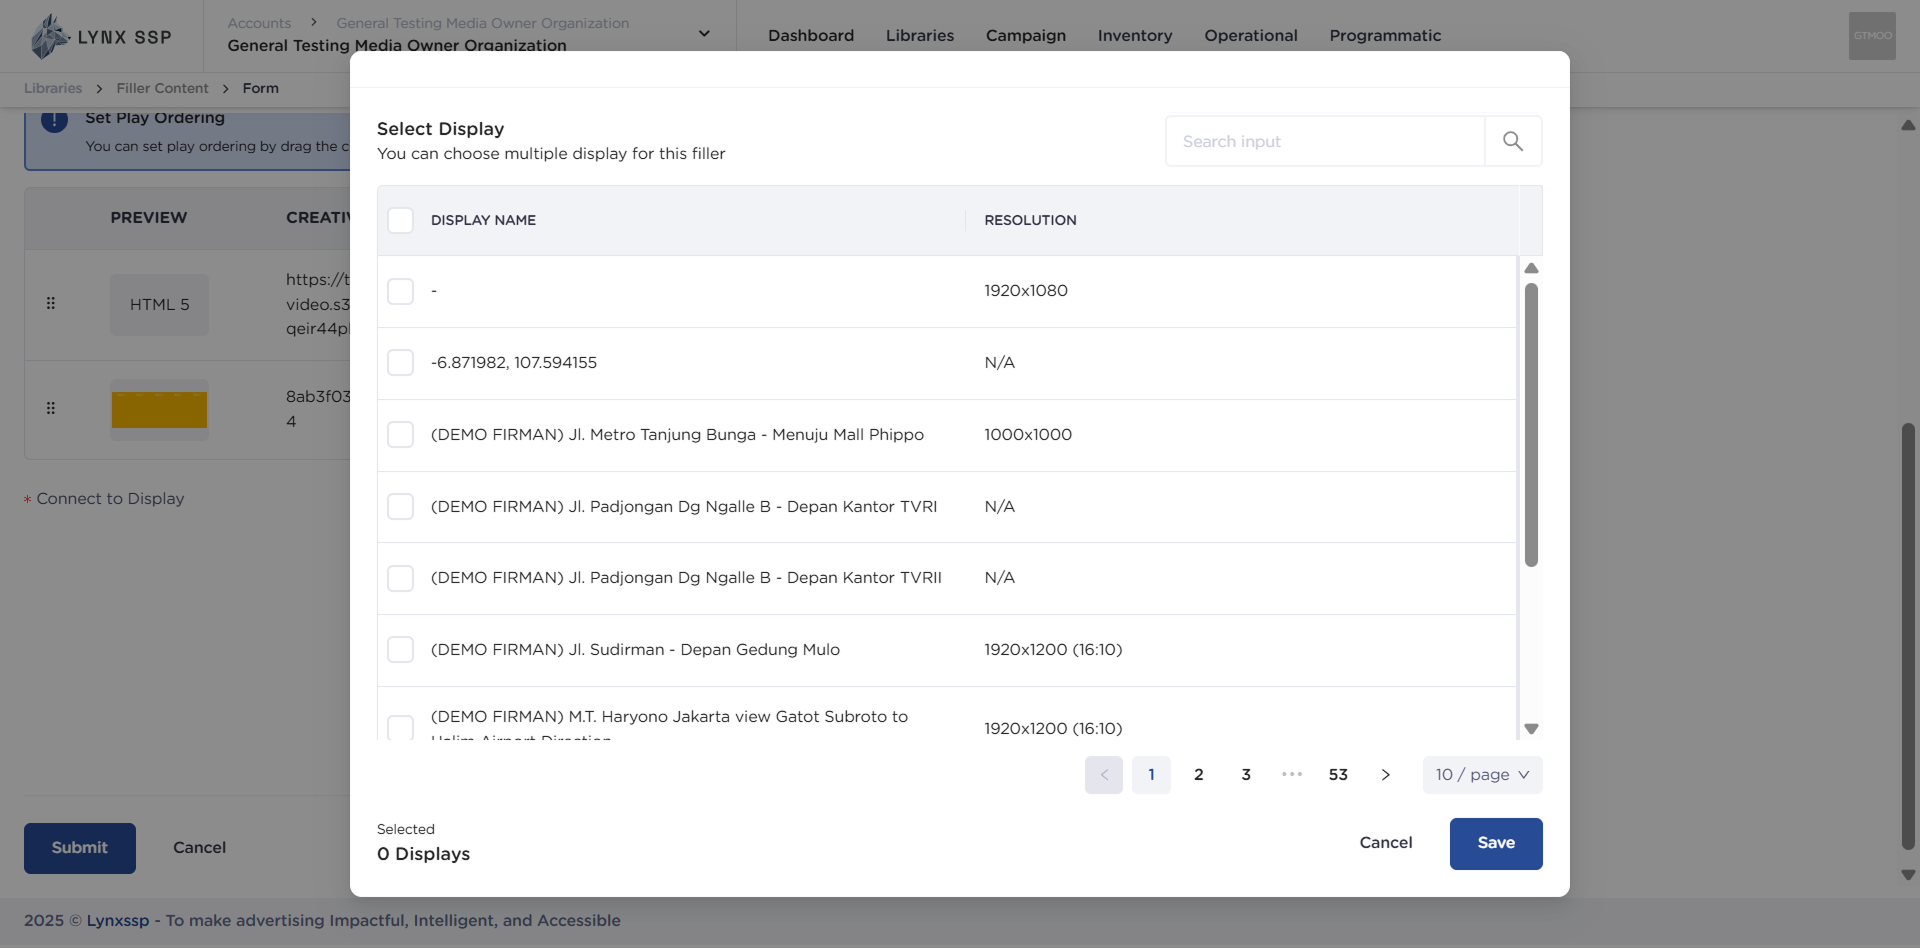 LYNX SSP
Accounts > General Testing Media Owner Organization
General Testing Media Owner Organization
Dashboard
Libraries
Campaign
Inventory
Operational
Programmatic
GTMOO
Libraries > Filler Content > Form
Set Play Ordering
You can set play ordering by drag the c
PREVIEW
CREATIV
HTML 5
https://t
video.s3
qeir44pl
8ab3f03
4
* Connect to Display
Submit
Cancel
Select Display
You can choose multiple display for this filler
Search input
DISPLAY NAME
RESOLUTION
-
1920x1080
-6.871982, 107.594155
N/A
(DEMO FIRMAN) Jl. Metro Tanjung Bunga - Menuju Mall Phippo
1000x1000
(DEMO FIRMAN) Jl. Padjongan Dg Ngalle B - Depan Kantor TVRI
N/A
(DEMO FIRMAN) Jl. Padjongan Dg Ngalle B - Depan Kantor TVRII
N/A
(DEMO FIRMAN) Jl. Sudirman - Depan Gedung Mulo
1920x1200 (16:10)
(DEMO FIRMAN) M.T. Haryono Jakarta view Gatot Subroto to
Halim Airport Direction
1920x1200 (16:10)
< 1 2 3 ••• 53 >
10 / page
Selected
0 Displays
Cancel
Save
2025 © Lynxssp - To make advertising Impactful, Intelligent, and Accessible